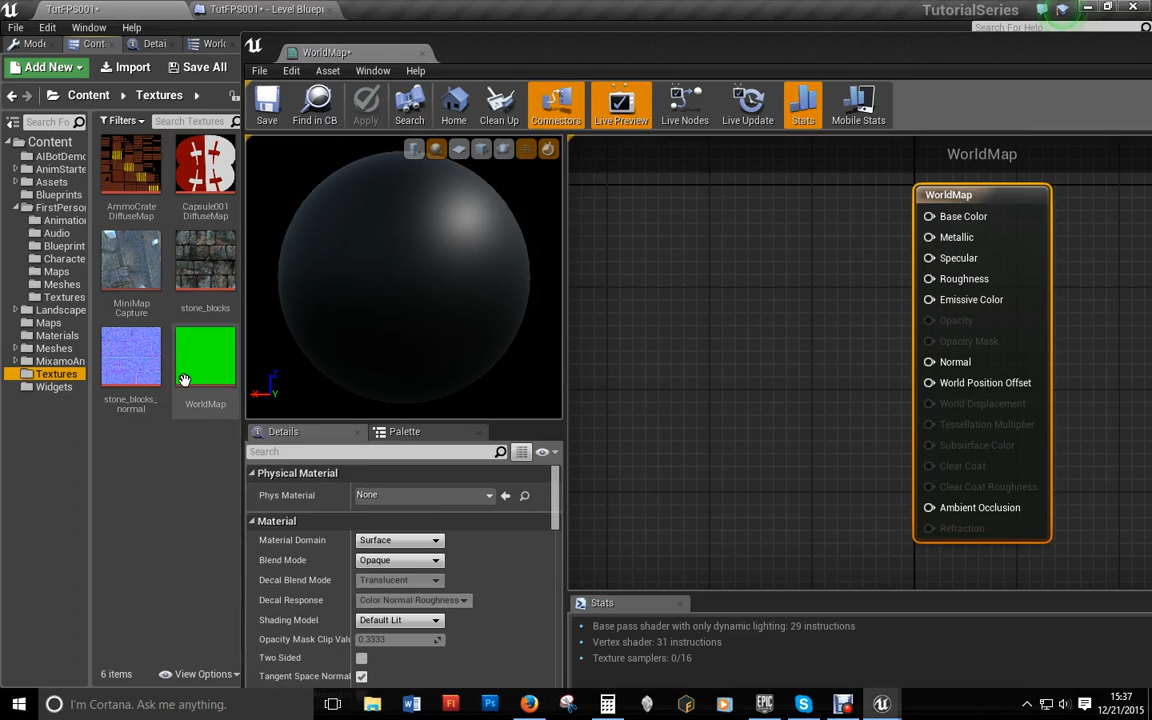 TutFPS001*
TutFPS001* - Level Bluepr
TutorialSeries
File Edit Window Help
Search For Help
Mode
Cont
Detai
Worl
WorldMap*
Add New
Import
Save All
File Edit Asset Window Help
Content
Textures
Save
Find in CB
Apply
Search
Home
Clean Up
Connectors
Live Preview
Live Nodes
Live Update
Stats
Mobile Stats
Search Fo
Filters
Search Textures
Content
AIBotDemo
AnimStarte
Assets
Blueprints
FirstPerson
Animation
Audio
Blueprint
Characte
Maps
Meshes
Textures
Landscape
Maps
Materials
Meshes
MixamoAn
Textures
Widgets
AmmoCrate
DiffuseMap
Capsule001
DiffuseMap
MiniMap
Capture
stone_blocks
stone_blocks_
normal
WorldMap
6 items
View Options
Z
X
Y
WorldMap
WorldMap
Base Color
Metallic
Specular
Roughness
Emissive Color
Opacity
Opacity Mask
Normal
World Position Offset
World Displacement
Tessellation Multiplier
Subsurface Color
Clear Coat
Clear Coat Roughness
Ambient Occlusion
Refraction
Details
Palette
Search
Physical Material
Phys Material
None
Material
Material Domain
Surface
Blend Mode
Opaque
Decal Blend Mode
Translucent
Decal Response
Color Normal Roughness
Shading Model
Default Lit
Opacity Mask Clip Valu
0.3333
Two Sided
Tangent Space Normal
Stats
Base pass shader with only dynamic lighting: 29 instructions
Vertex shader: 31 instructions
Texture samplers: 0/16
I'm Cortana. Ask me anything.
15:37
12/21/2015